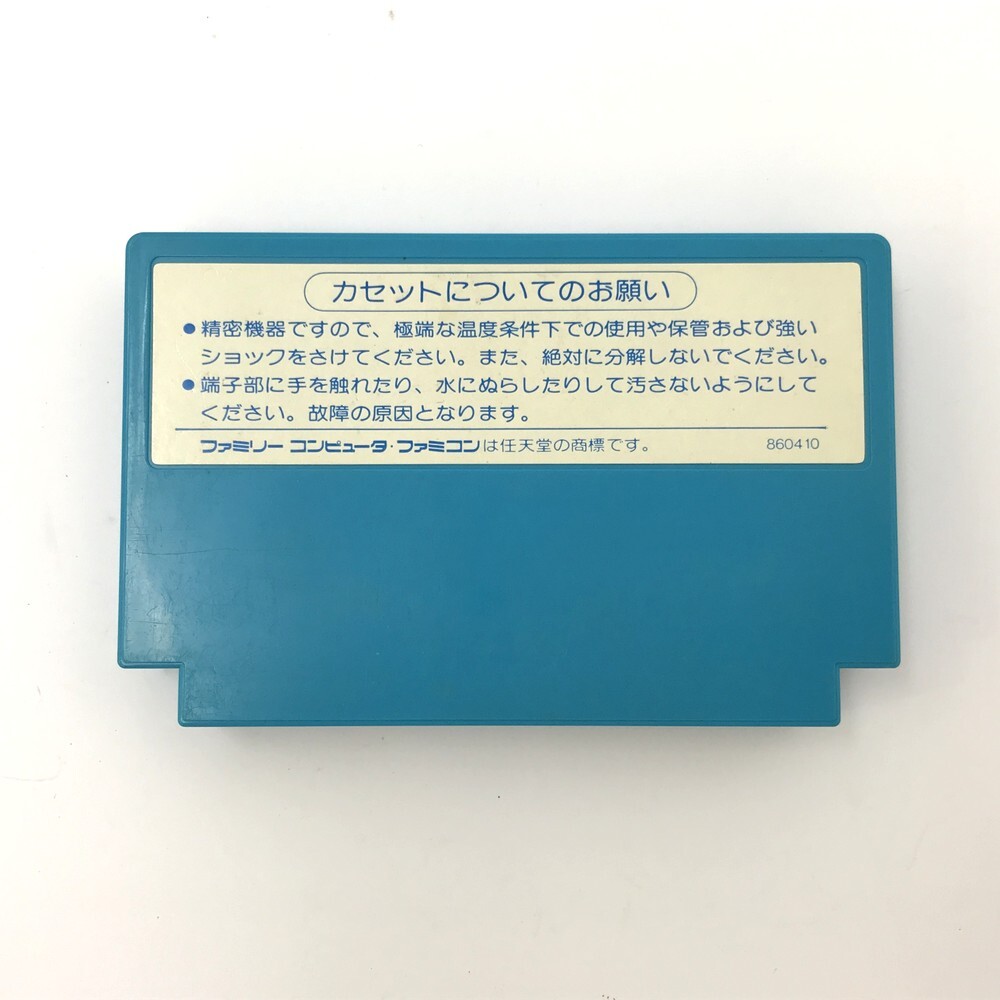 カセットについてのお願い
●精密機器ですので、極端な温度条件下での使用や保管および強い
ショックをさけてください。また、絶対に分解しないでください。
●端子部に手を触れたり、水にぬらしたりして汚さないようにして
ください。故障の原因となります。
ファミリー コンピュータ・ファミコンは任天堂の商標です。 860410